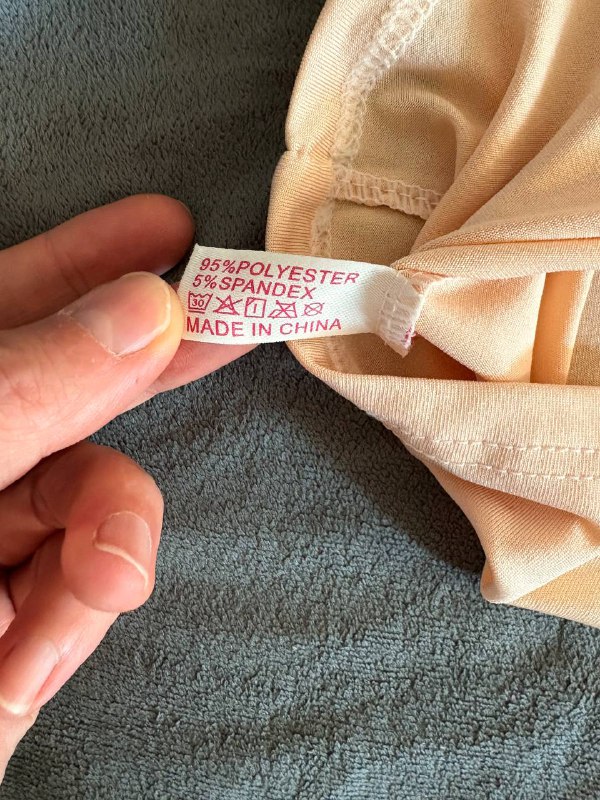 95%POLYESTER
5%SPANDEX
30
MADE IN CHINA